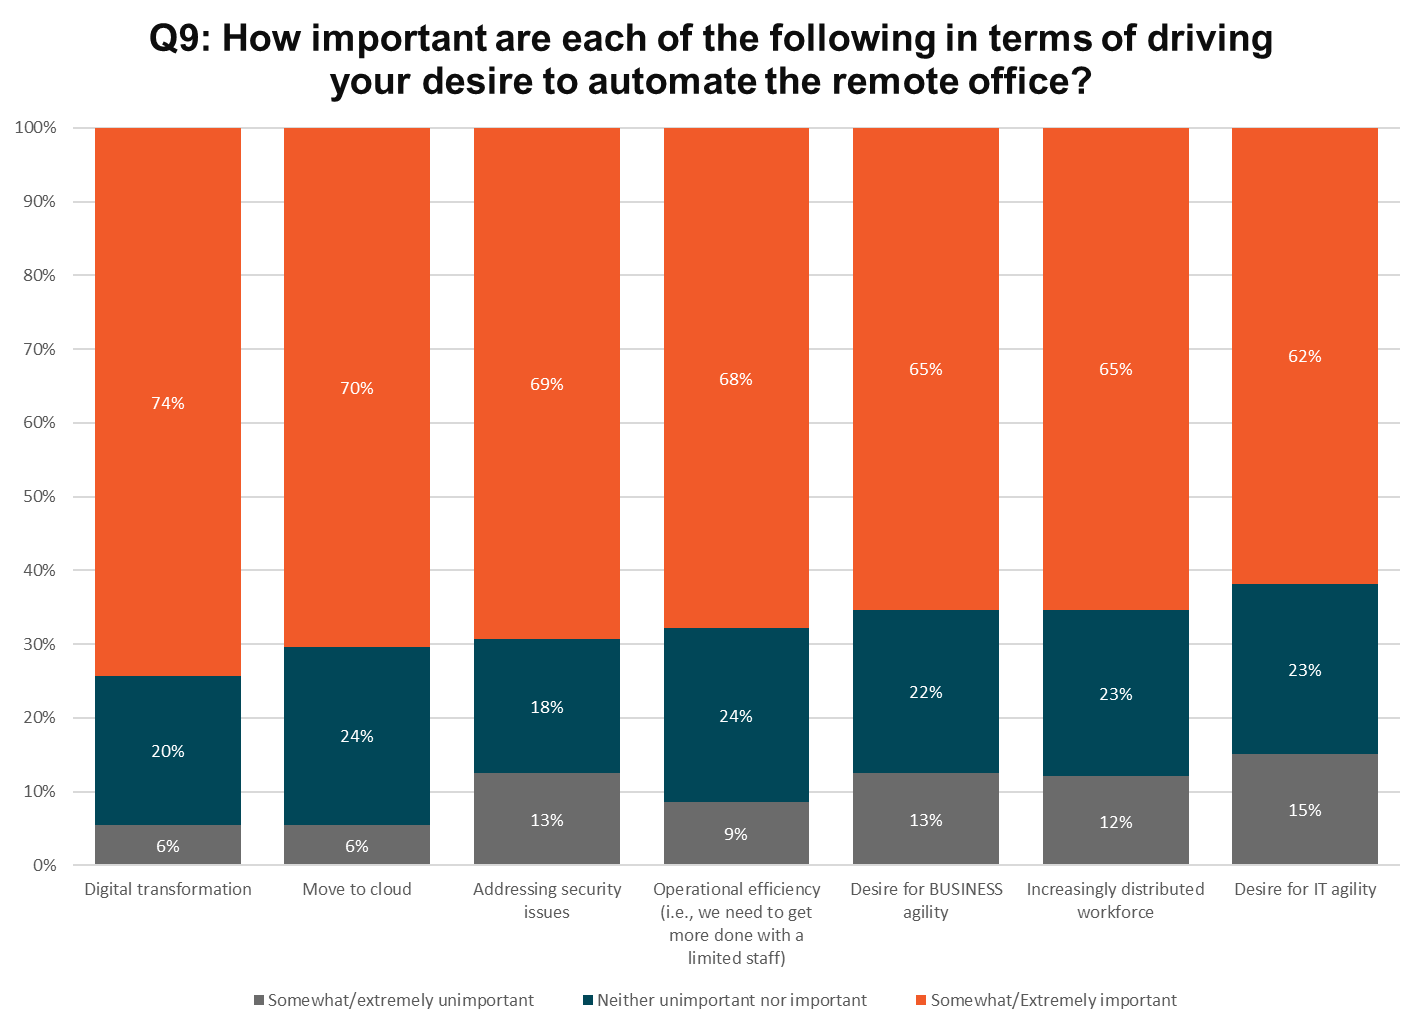 Q9: How important are each of the following in terms of driving
your desire to automate the remote office?
100%
90%
80%
70%
60%
50%
40%
30%
20%
10%
0%
74%
70%
69%
68%
65%
65%
62%
20%
24%
18%
24%
22%
23%
23%
6%
6%
13%
9%
13%
12%
15%
Digital transformation
Move to cloud
Addressing security
issues
Operational efficiency
(i.e., we need to get
more done with a
limited staff)
Desire for BUSINESS
agility
Increasingly distributed
workforce
Desire for IT agility
Somewhat/extremely unimportant
Neither unimportant nor important
Somewhat/Extremely important